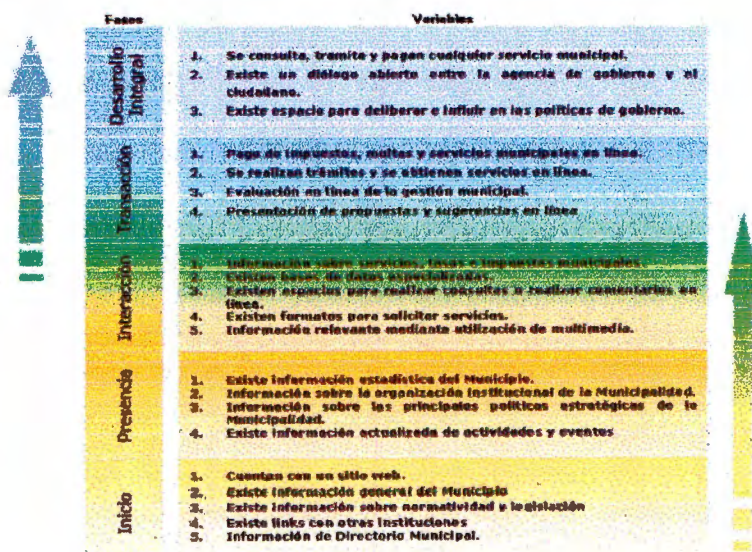 Fases Variables
Desarrollo Integral
1. Se consulta, tramita y pagan cualquier servicio municipal.
2. Existe un diálogo abierto entre la agencia de gobierno y el
ciudadano.
3. Existe espacio para deliberar e influir en las políticas de gobierno.
Transacción
1. Pago de impuestos, multas y servicios municipales en línea.
2. Se realizan trámites y se obtienen servicios en línea.
3. Evaluación en línea de la gestión municipal.
4. Presentación de propuestas y sugerencias en línea
Interacción
1. Información sobre servicios, tasas e impuestos municipales.
2. Existen bases de datos especializadas.
3. Existen espacios para realizar consultas o realizar comentarios en
línea.
4. Existen formatos para solicitar servicios.
5. Información relevante mediante utilización de multimedia.
Presencia
1. Existe información estadística del Municipio.
2. Información sobre la organización Institucional de la Municipalidad.
3. Información sobre las principales políticas estratégicas de la
Municipalidad.
4. Existe información actualizada de actividades y eventos
Inicio
1. Cuentan con un sitio web.
2. Existe información general del Municipio
3. Existe información sobre normatividad y legislación
4. Existe links con otras Instituciones
5. Información de Directorio Municipal.